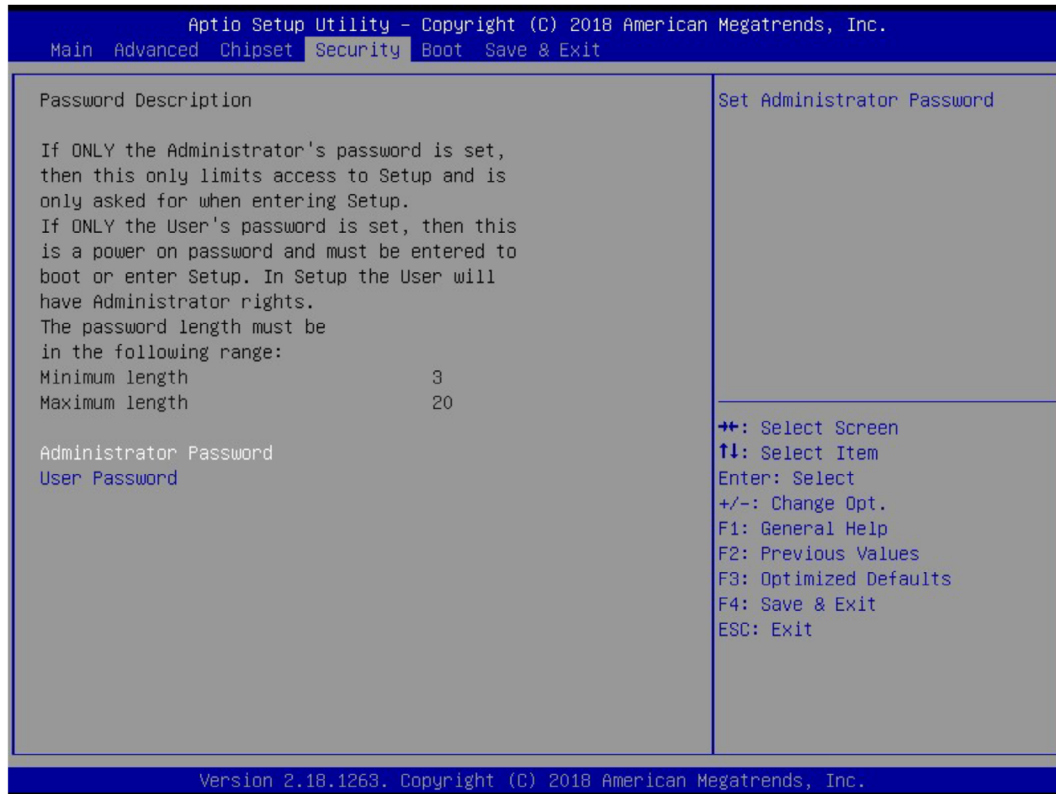 Aptio Setup Utility – Copyright (C) 2018 American Megatrends, Inc.
Main Advanced Chipset Security Boot Save & Exit
Password Description
If ONLY the Administrator's password is set,
then this only limits access to Setup and is
only asked for when entering Setup.
If ONLY the User's password is set, then this
is a power on password and must be entered to
boot or enter Setup. In Setup the User will
have Administrator rights.
The password length must be
in the following range:
Minimum length 3
Maximum length 20
Administrator Password
User Password
Set Administrator Password
→←: Select Screen
↑↓: Select Item
Enter: Select
+/-: Change Opt.
F1: General Help
F2: Previous Values
F3: Optimized Defaults
F4: Save & Exit
ESC: Exit
Version 2.18.1263. Copyright (C) 2018 American Megatrends, Inc.